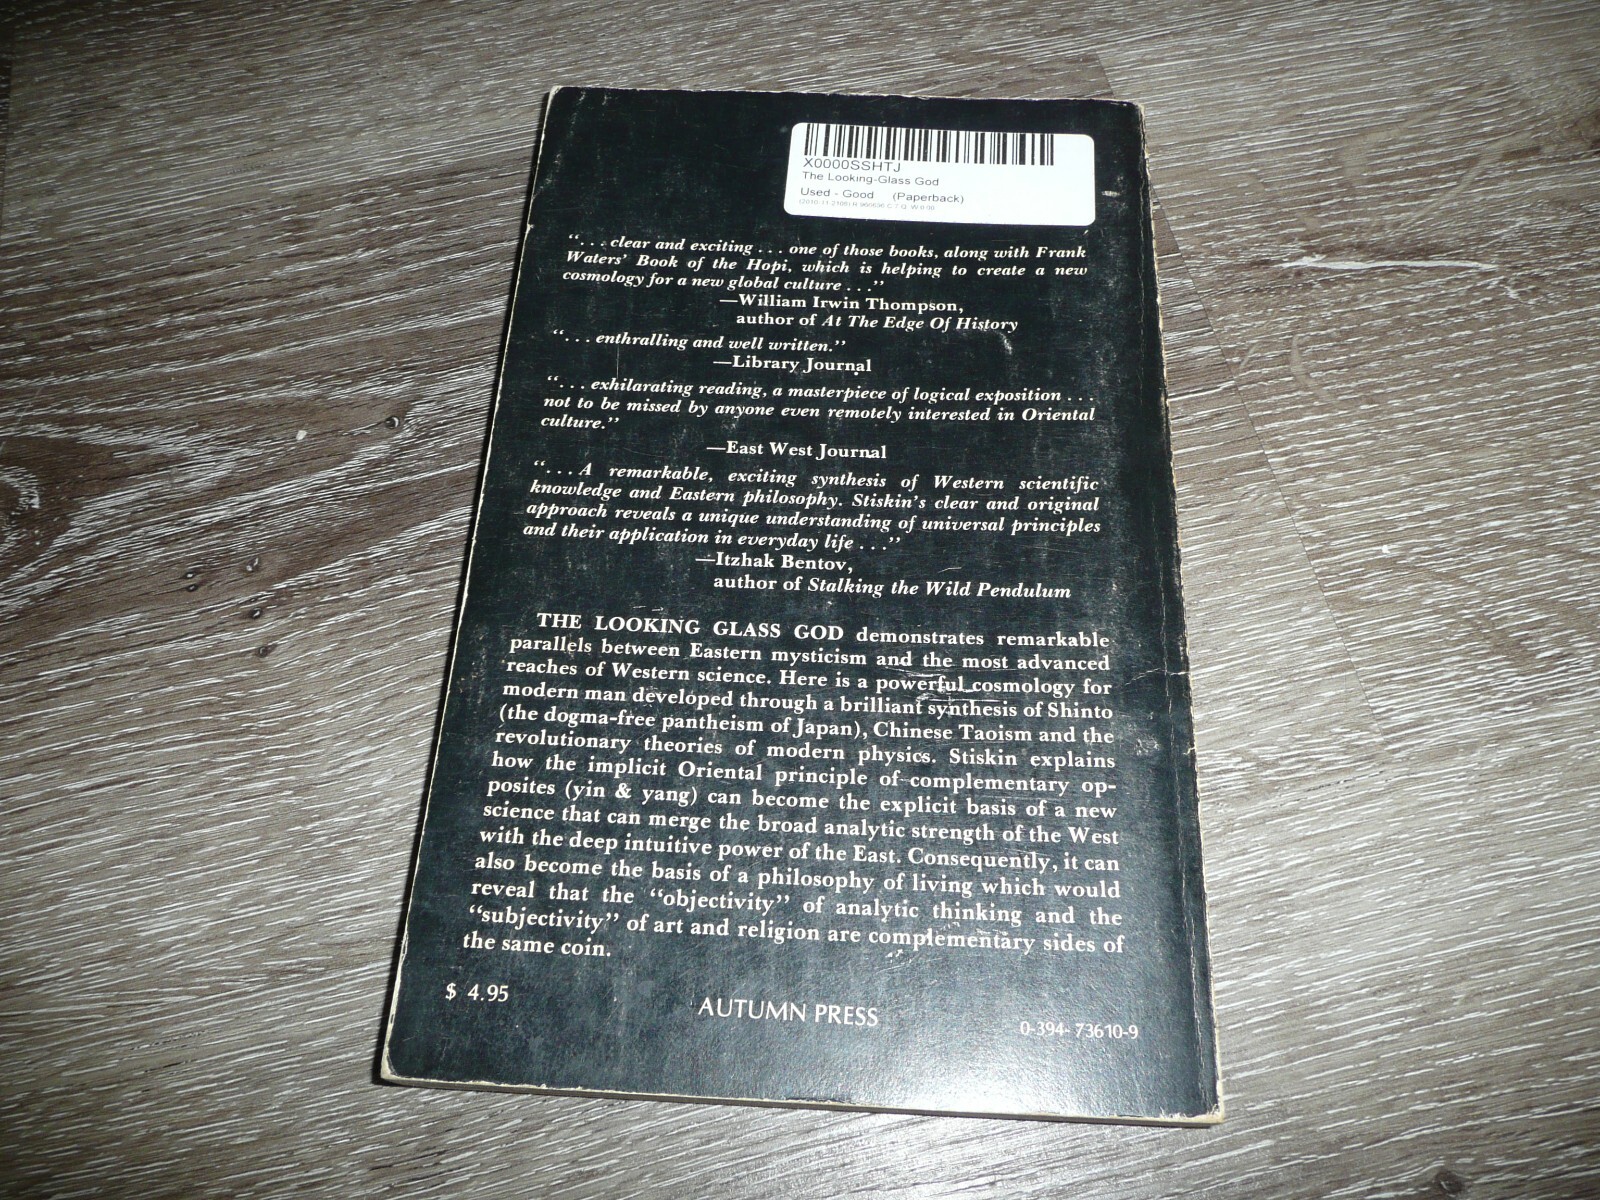 X0000SSHTJ
The Looking-Glass God
Used - Good (Paperback)
“. . . clear and exciting . . . one of those books, along with Frank
Waters’ Book of the Hopi, which is helping to create a new
cosmology for a new global culture . . .”
—William Irwin Thompson,
author of At The Edge Of History
“. . . enthralling and well written.”
—Library Journal
“. . . exhilarating reading, a masterpiece of logical exposition . . .
not to be missed by anyone even remotely interested in Oriental
culture.”
—East West Journal
“. . . A remarkable, exciting synthesis of Western scientific
knowledge and Eastern philosophy. Stiskin’s clear and original
approach reveals a unique understanding of universal principles
and their application in everyday life . . .”
—Itzhak Bentov,
author of Stalking the Wild Pendulum
THE LOOKING GLASS GOD demonstrates remarkable
parallels between Eastern mysticism and the most advanced
reaches of Western science. Here is a powerful cosmology for
modern man developed through a brilliant synthesis of Shinto
(the dogma-free pantheism of Japan), Chinese Taoism and the
revolutionary theories of modern physics. Stiskin explains
how the implicit Oriental principle of complementary op-
posites (yin & yang) can become the explicit basis of a new
science that can merge the broad analytic strength of the West
with the deep intuitive power of the East. Consequently, it can
also become the basis of a philosophy of living which would
reveal that the “objectivity” of analytic thinking and the
“subjectivity” of art and religion are complementary sides of
the same coin.
$ 4.95
AUTUMN PRESS
0-394-73610-9